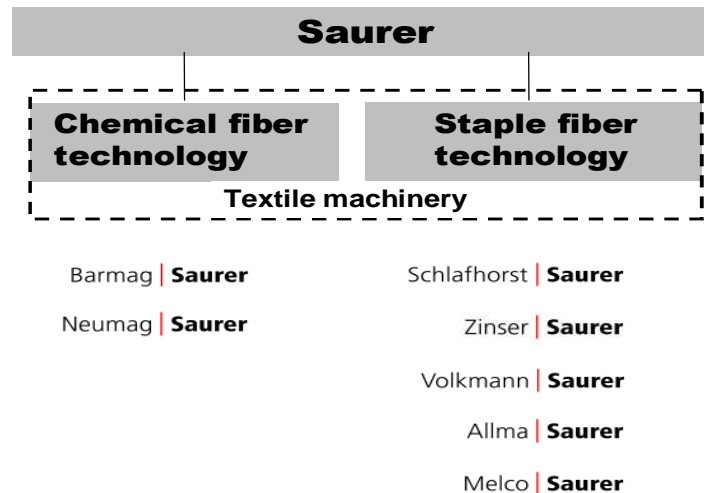 Saurer
Chemical fiber
technology
Staple fiber
technology
Textile machinery
Barmag | Saurer
Neumag | Saurer
Schlafhorst | Saurer
Zinser | Saurer
Volkmann | Saurer
Allma | Saurer
Melco | Saurer